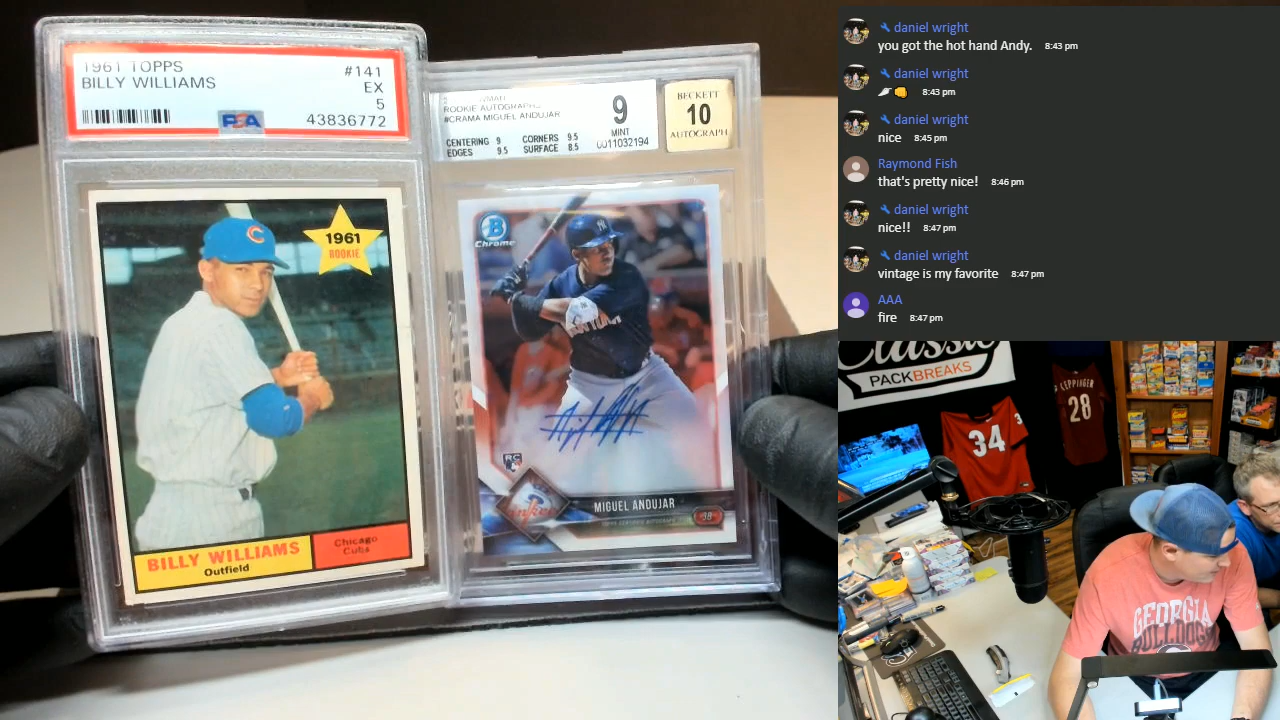 1961 TOPPS
BILLY WILLIAMS
#141
EX
5
43836772
PSA
ROOKIE AUTOGRAPHS
#CRAMA MIGUEL ANDUJAR
CENTERING 9 CORNERS 9.5
EDGES 9.5 SURFACE 8.5
9
MINT
0011032194
BECKETT
10
AUTOGRAPH
1961
ROOKIE
BILLY WILLIAMS
Outfield
Chicago
Cubs
B
Chrome
NY
RC
MIGUEL ANDUJAR
daniel wright
you got the hot hand Andy. 8:43 pm
daniel wright
8:43 pm
daniel wright
nice 8:45 pm
Raymond Fish
that's pretty nice! 8:46 pm
daniel wright
nice!! 8:47 pm
daniel wright
vintage is my favorite 8:47 pm
AAA
fire 8:47 pm
Classic
PACKBREAKS
34
LEPPINGER
28
GEORGIA
BULLDOGS